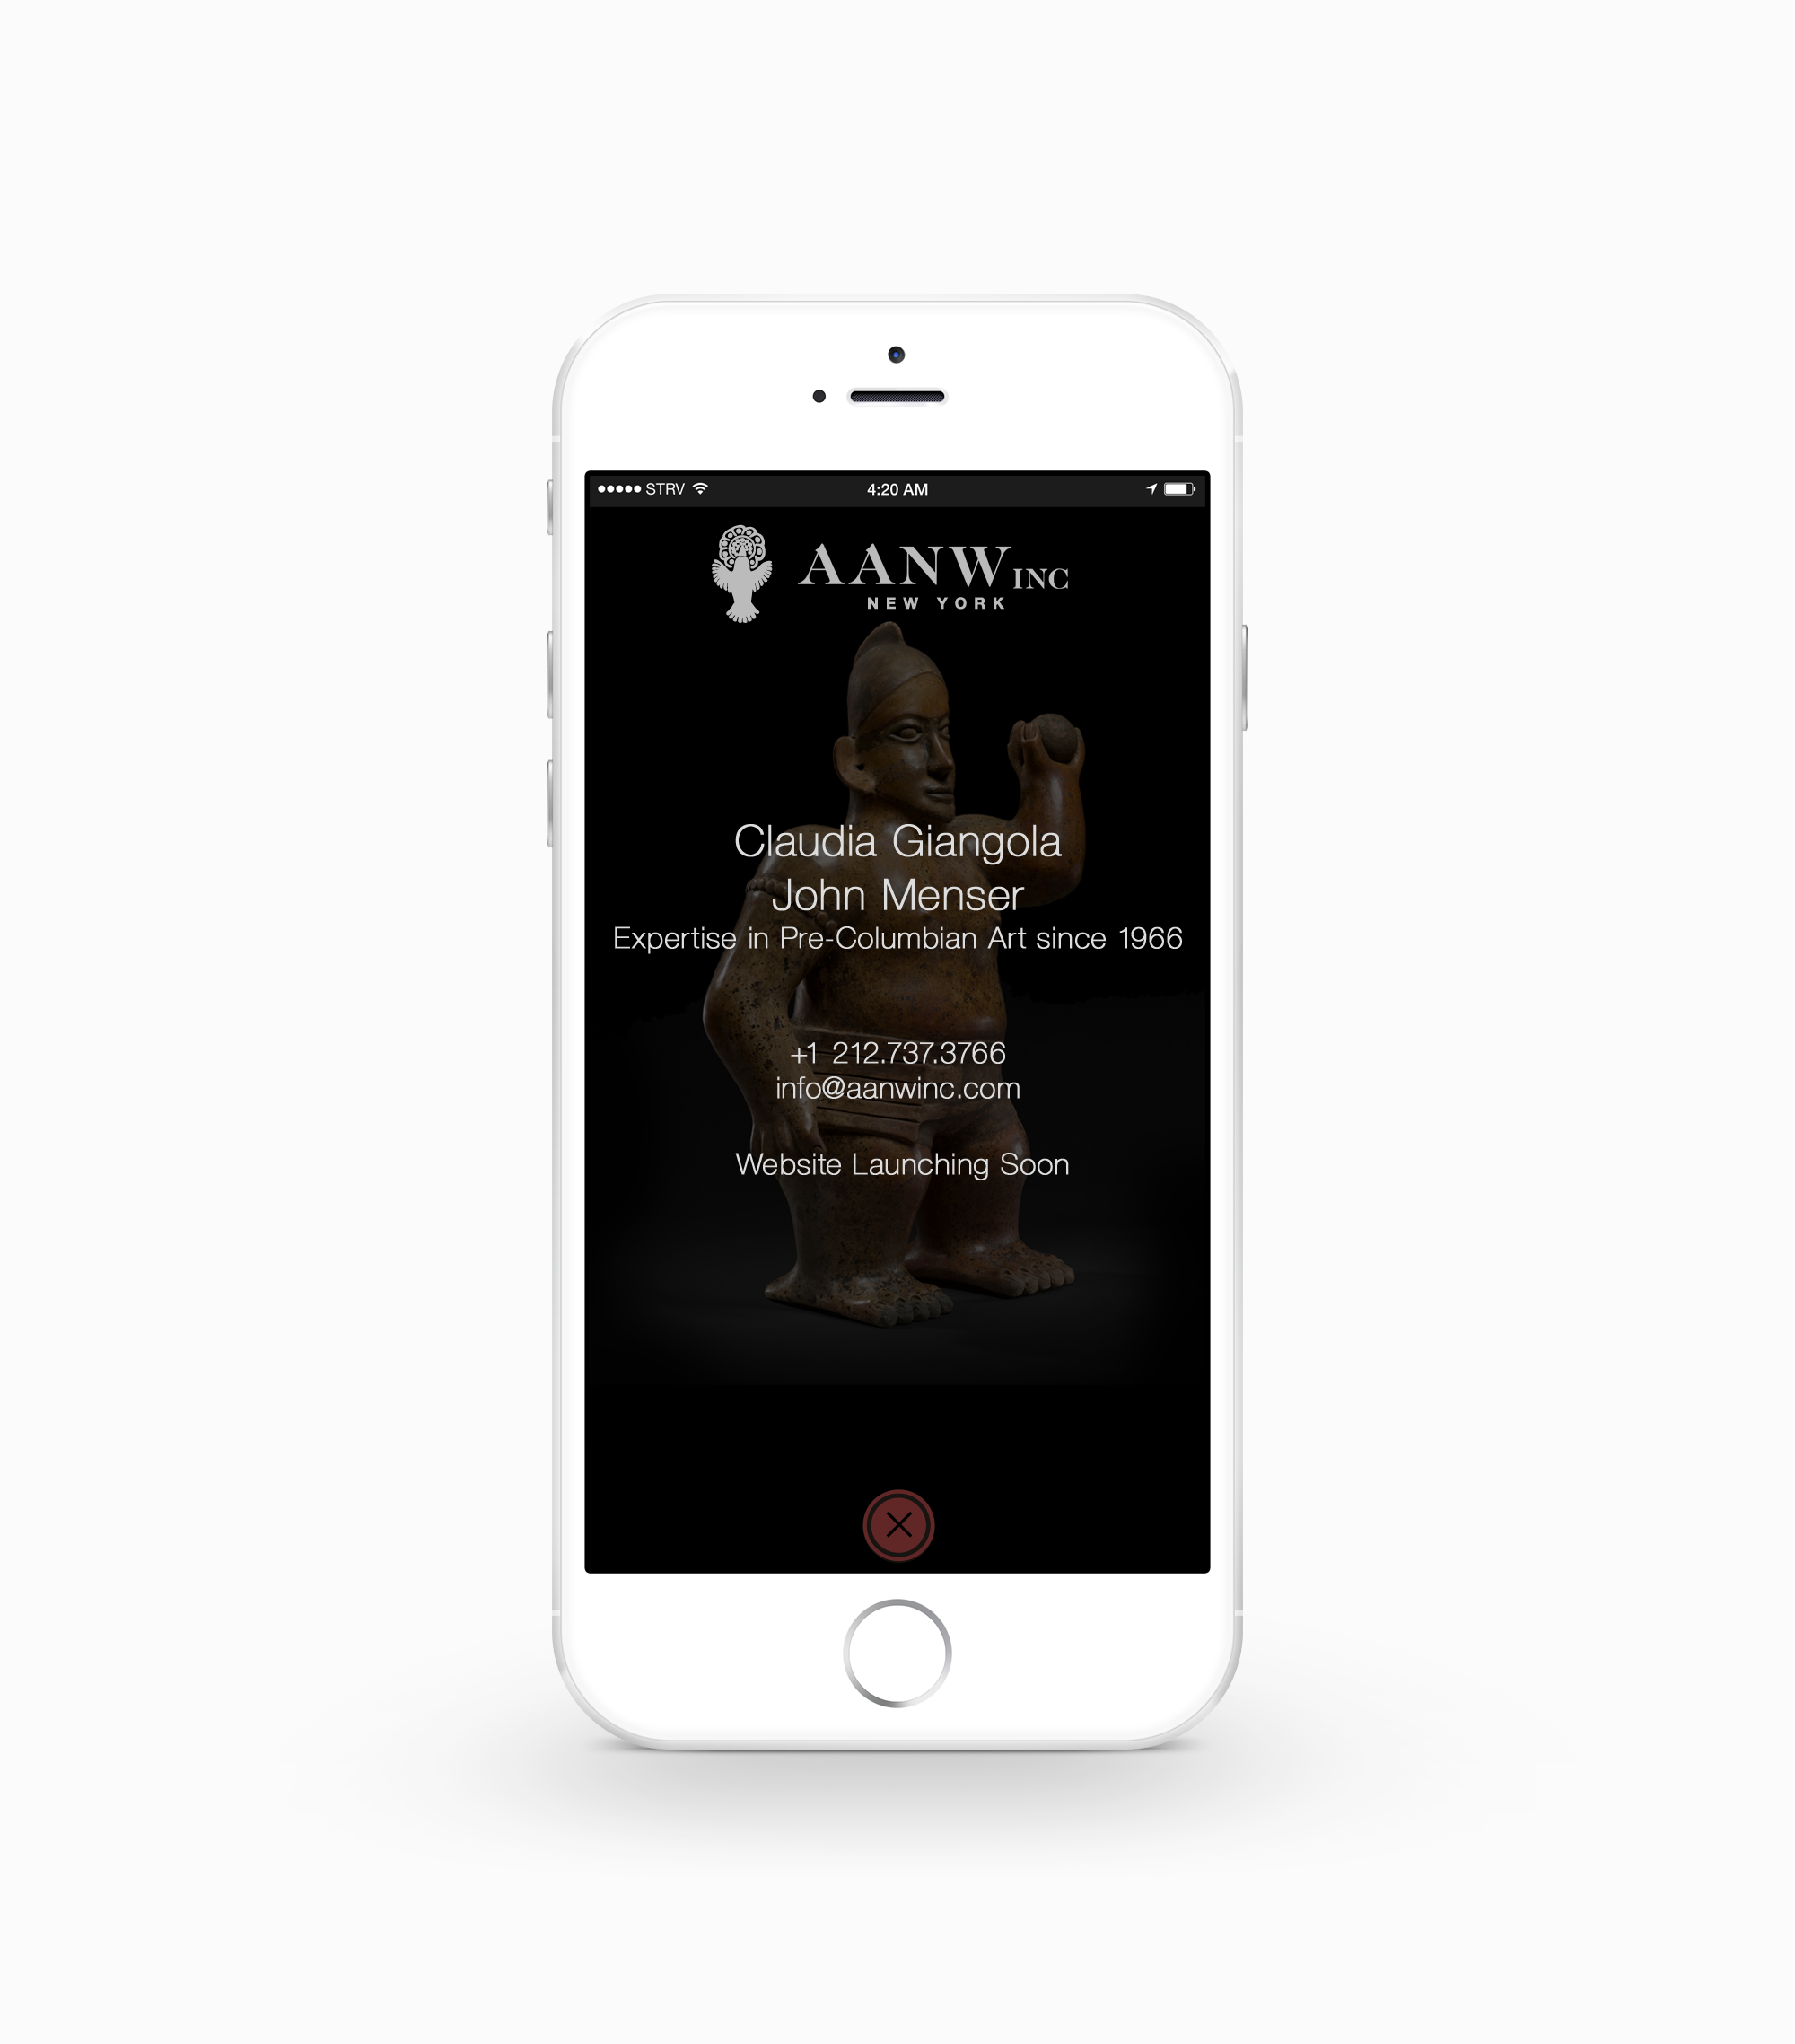 STRV
4:20 AM
AANW INC
NEW YORK
Claudia Giangola
John Menser
Expertise in Pre-Columbian Art since 1966
+1 212.737.3766
info@aanwinc.com
Website Launching Soon